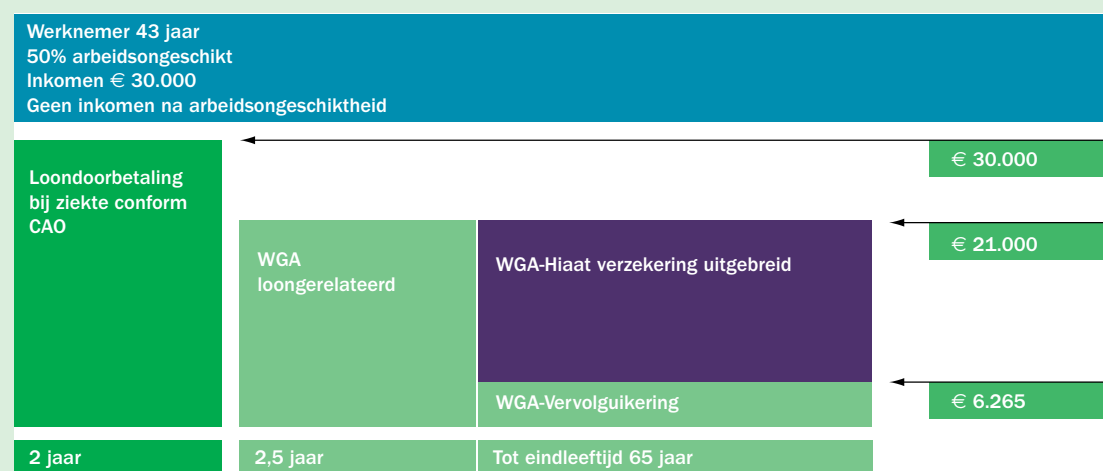 Werknemer 43 jaar
50% arbeidsongeschikt
Inkomen € 30.000
Geen inkomen na arbeidsongeschiktheid
Loondoorbetaling
bij ziekte conform
CAO
€ 30.000
WGA
loongerelateerd
WGA-Hiaat verzekering uitgebreid
€ 21.000
WGA-Vervolguikering
€ 6.265
2 jaar
2,5 jaar
Tot eindleeftijd 65 jaar